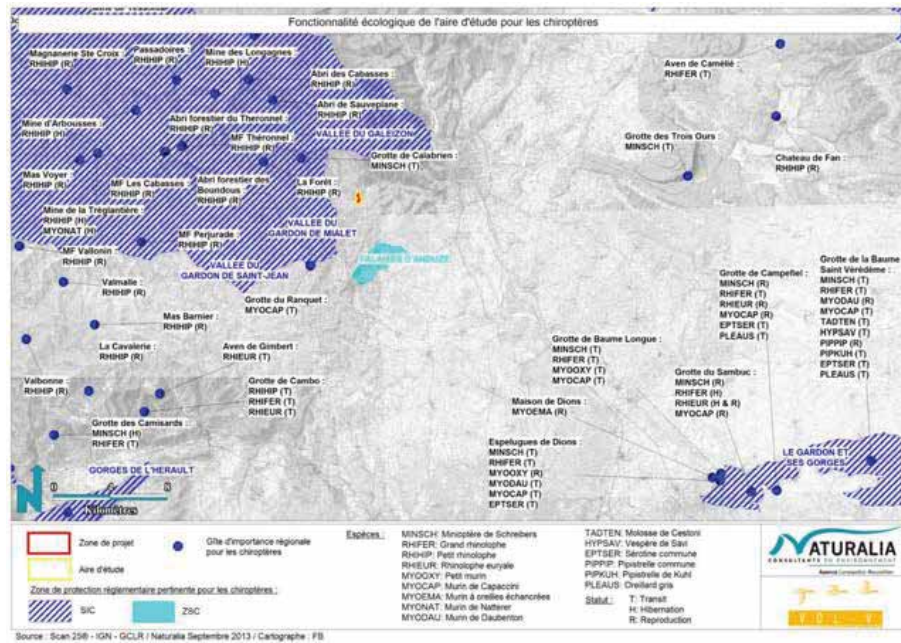 Fonctionnalité écologique de l'aire d'étude pour les chiroptères
Magnanerie Ste Croix :
RHIHIP (R)
Passadoires :
RHIHIP (R)
Mine des Longagnes :
RHIHIP (H)
Abri des Cabasses :
RHIHIP (R)
Abri de Sauveplane :
RHIHIP (R)
VALLEE DU GALEIZON
Mine d'Arbousses :
RHIHIP (H)
Abri forestier du Théronnel :
RHIHIP (R)
MF Théronnel :
RHIHIP (R)
Grotte de Calabrien :
MINSCH (T)
Mas Voyer :
RHIHIP (R)
MF Les Cabasses :
RHIHIP (R)
Abri forestier des
Boundous :
RHIHIP (R)
La Forêt :
RHIHIP (R)
Mine de la Tréglantière :
RHIHIP (H)
MYONAT (H)
MF Perjurade :
RHIHIP (R)
VALLEE DU
GARDON DE MIALET
FALAISES D'ANDUZE
MF Vallonin :
RHIHIP (R)
VALLEE DU
GARDON DE SAINT-JEAN
Valmalle :
RHIHIP (R)
Grotte du Ranquet :
MYOCAP (T)
Mas Barnier :
RHIHIP (R)
La Cavalerie :
RHIHIP (R)
Aven de Gimbert :
RHIEUR (T)
Valbonne :
RHIHIP (R)
Grotte de Cambo :
RHIHIP (T)
RHIFER (T)
RHIEUR (T)
Grotte des Camisards :
MINSCH (H)
RHIFER (T)
GORGES DE L'HERAULT
Aven de Camélié :
RHIFER (T)
Grotte des Trois Ours :
MINSCH (T)
Chateau de Fan :
RHIHIP (R)
Grotte de Campefiel :
MINSCH (R)
RHIFER (T)
RHIEUR (R)
MYOCAP (R)
EPTSER (T)
PLEAUS (T)
Grotte de la Baume
Saint Vérédème :
MINSCH (T)
RHIFER (T)
MYODAU (R)
MYOCAP (T)
TADTEN (T)
HYPSAV (T)
PIPPIP (R)
PIPKUH (T)
EPTSER (T)
PLEAUS (T)
Grotte de Baume Longue :
MINSCH (T)
RHIFER (T)
MYOOXY (T)
MYOCAP (T)
Grotte du Sambuc :
MINSCH (R)
RHIFER (H)
RHIEUR (H & R)
MYOCAP (R)
Maison de Dions :
MYOEMA (R)
Espelugues de Dions :
MINSCH (T)
RHIFER (T)
MYOOXY (R)
MYODAU (T)
MYOCAP (T)
EPTSER (T)
LE GARDON ET
SES GORGES
N
0 4 8
Kilomètres
Zone de projet
Aire d'étude
Gîte d'importance régionale
pour les chiroptères
Zone de protection réglementaire pertinente pour les chiroptères :
SIC
ZSC
Espèces :
MINSCH: Minioptère de Schreibers
RHIFER: Grand rhinolophe
RHIHIP: Petit rhinolophe
RHIEUR: Rhinolophe euryale
MYOOXY: Petit murin
MYOCAP: Murin de Capaccini
MYOEMA: Murin à oreilles échancrées
MYONAT: Murin de Natterer
MYODAU: Murin de Daubenton
TADTEN: Molosse de Cestoni
HYPSAV: Vespère de Savi
EPTSER: Sérotine commune
PIPPIP: Pipistrelle commune
PIPKUH: Pipistrelle de Kuhl
PLEAUS: Oreillard gris
Statut :
T: Transit
H: Hibernation
R: Reproduction
NATURALIA
CONSULTANTS EN ENVIRONNEMENT
VOL-V
Source : Scan 25® - IGN - GCLR / Naturalia Septembre 2013 / Cartographe : FB